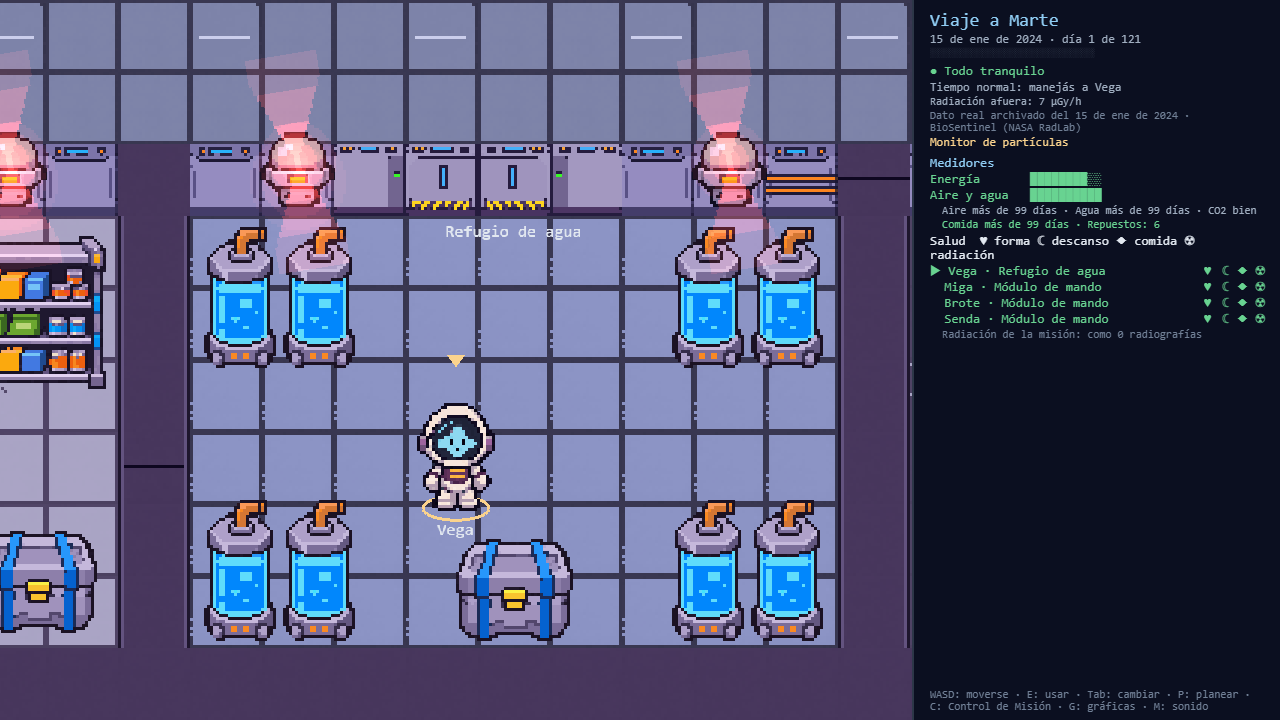 Viaje a Marte
15 de ene de 2024 · día 1 de 121
● Todo tranquilo
Tiempo normal: manejás a Vega
Radiación afuera: 7 µGy/h
Dato real archivado del 15 de ene de 2024 ·
BioSentinel (NASA RadLab)
Monitor de partículas
Medidores
Energía
Aire y agua
Aire más de 99 días · Agua más de 99 días · CO2 bien
Comida más de 99 días · Repuestos: 6
Salud ♥ forma ☾ descanso ◆ comida ☢
radiación
▶ Vega · Refugio de agua ♥ ☾ ◆ ☢
Miga · Módulo de mando ♥ ☾ ◆ ☢
Brote · Módulo de mando ♥ ☾ ◆ ☢
Senda · Módulo de mando ♥ ☾ ◆ ☢
Radiación de la misión: como 0 radiografías
WASD: moverse · E: usar · Tab: cambiar · P: planear ·
C: Control de Misión · G: gráficas · M: sonido
Refugio de agua
Vega